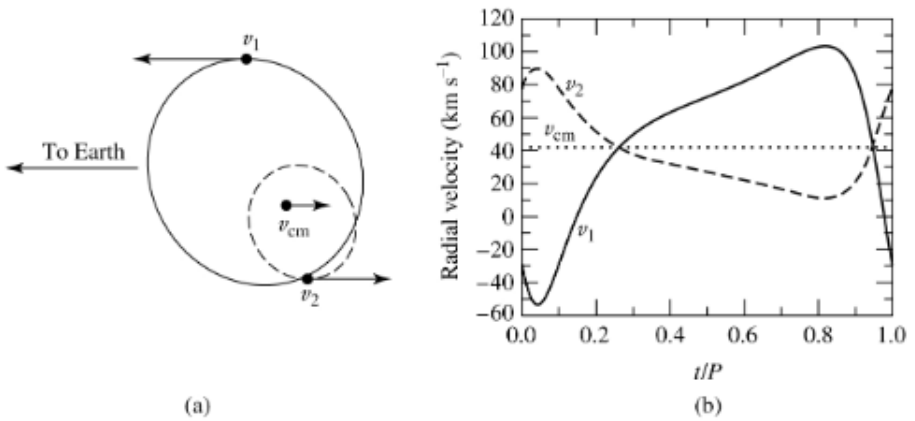 (a)
v1
To Earth
vcm
v2
(b)
Radial velocity (km s⁻¹)
120
100
80
60
40
20
0
−20
−40
−60
v2
vcm
v1
0.0 0.2 0.4 0.6 0.8 1.0
t/P
(a)
(b)